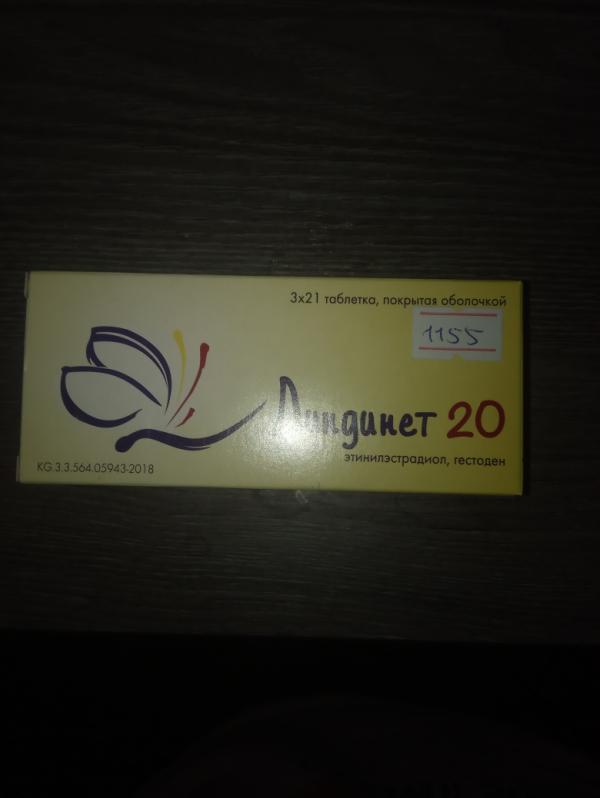 3x21 таблетка, покрытая оболочкой
1155
Линдинет 20
этинилэстрадиол, гестоден
KG.3.3.564.05943-2018